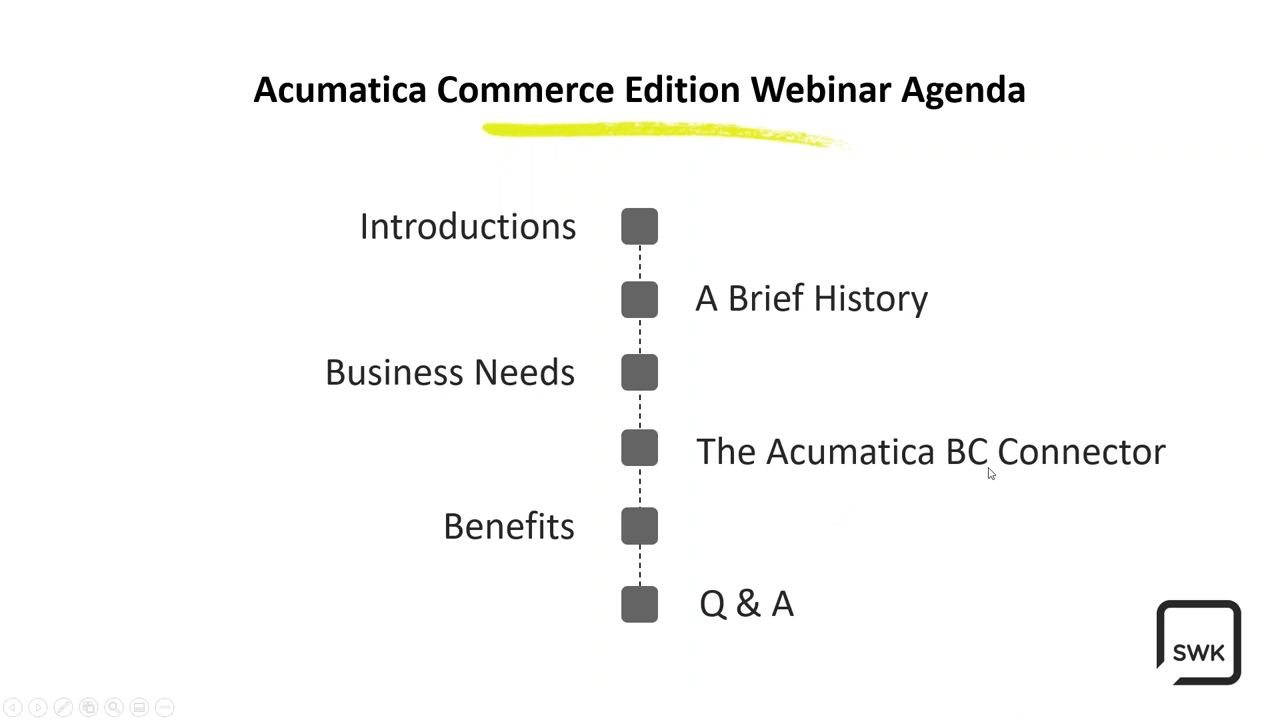 Acumatica Commerce Edition Webinar Agenda
Introductions
A Brief History
Business Needs
The Acumatica BC Connector
Benefits
Q & A
SWK